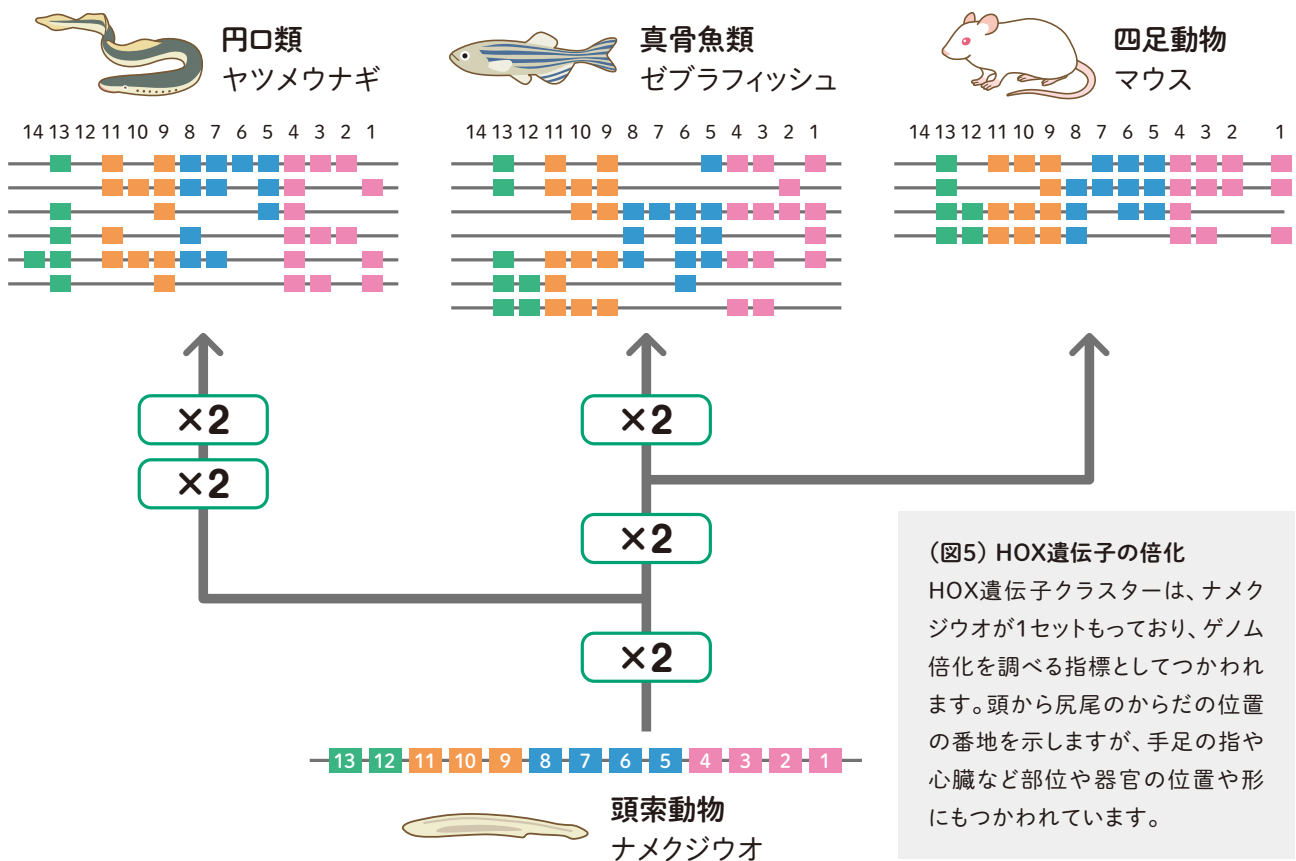 円口類
ヤツメウナギ
真骨魚類
ゼブラフィッシュ
四足動物
マウス
14 13 12 11 10 9 8 7 6 5 4 3 2 1
14 13 12 11 10 9 8 7 6 5 4 3 2 1
14 13 12 11 10 9 8 7 6 5 4 3 2 1
×2
×2
×2
×2
×2
(図5) HOX遺伝子の倍化
HOX遺伝子クラスターは、ナメク
ジウオが1セットもっており、ゲノム
倍化を調べる指標としてつかわれ
ます。頭から尻尾のからだの位置
の番地を示しますが、手足の指や
心臓など部位や器官の位置や形
にもつかわれています。
13 12 11 10 9 8 7 6 5 4 3 2 1
頭索動物
ナメクジウオ